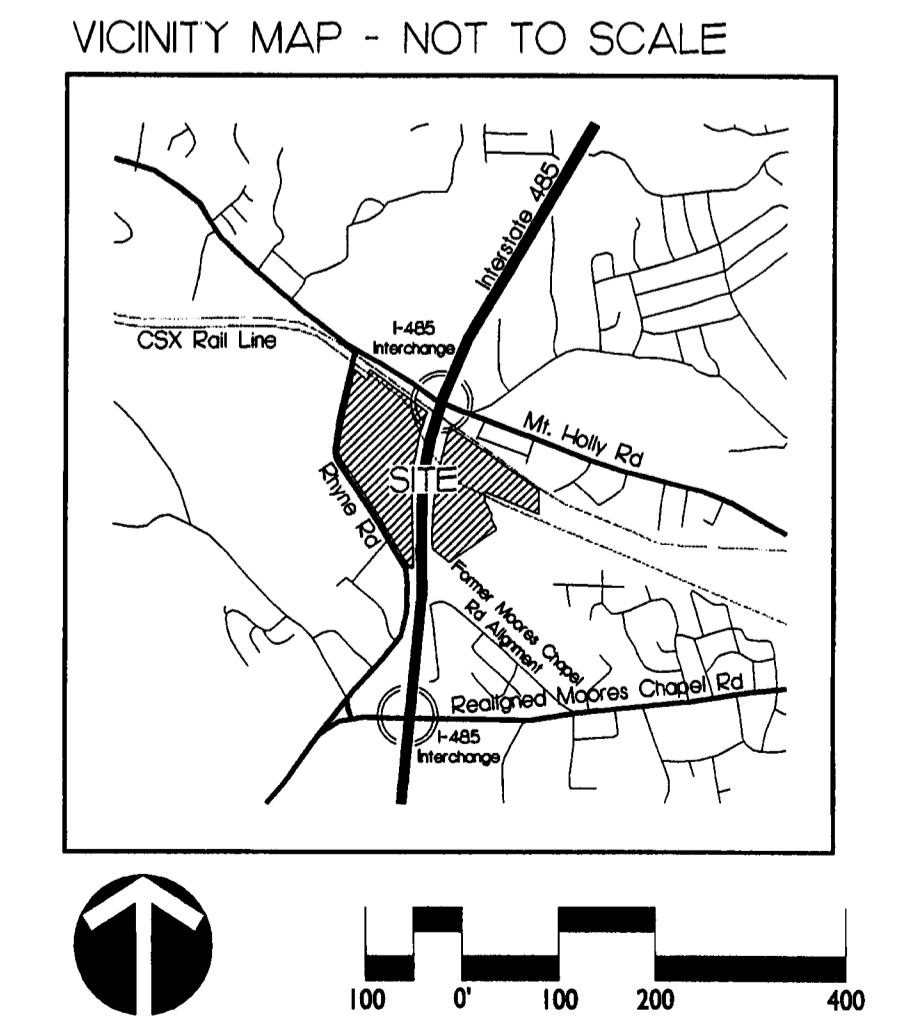 VICINITY MAP - NOT TO SCALE
Interstate 485
CSX Rail Line
I-485
Interchange
Mt. Holly Rd
SITE
Rhyne Rd
Former Moores Chapel
Rd Alignment
Realigned Moores Chapel Rd
I-485
Interchange
100 0' 100 200 400